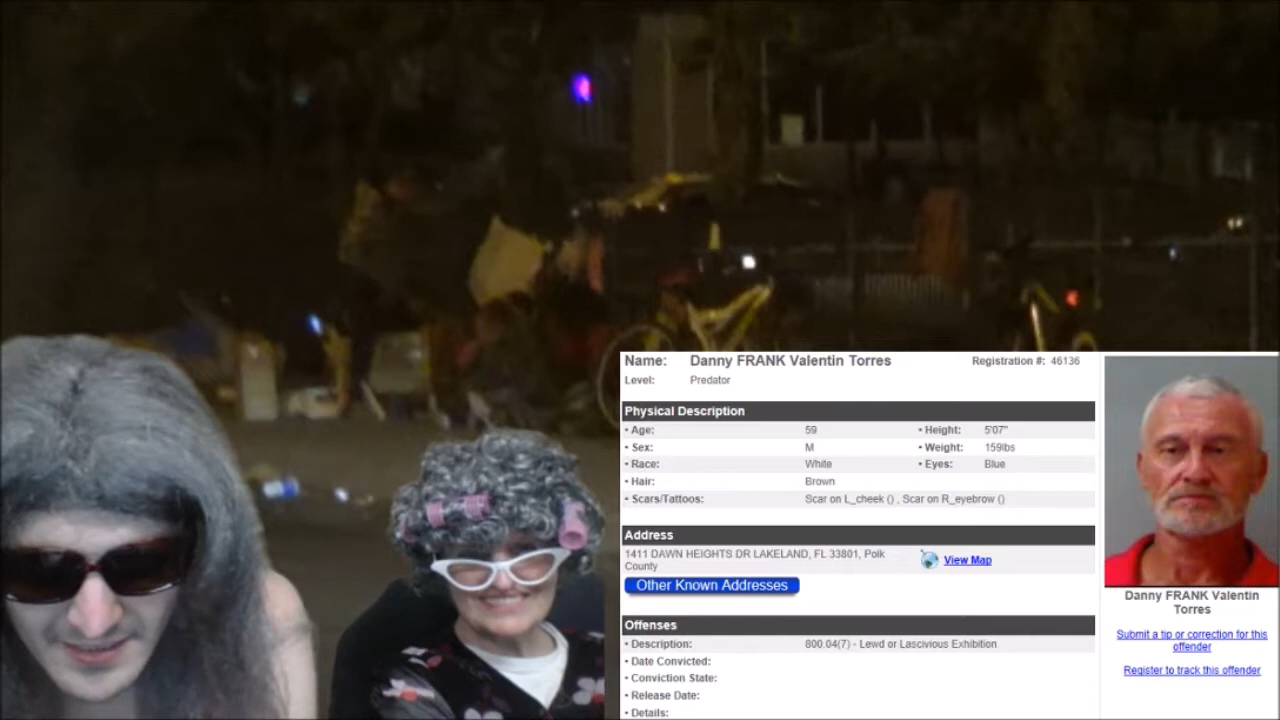 Name: Danny FRANK Valentin Torres Registration #: 46136
Level: Predator
Physical Description
• Age: 59 • Height: 5'07"
• Sex: M • Weight: 159lbs
• Race: White • Eyes: Blue
• Hair: Brown
• Scars/Tattoos: Scar on L_cheek () , Scar on R_eyebrow ()
Address
1411 DAWN HEIGHTS DR LAKELAND, FL 33801, Polk
County
View Map
Other Known Addresses
Offenses
• Description: 800.04(7) - Lewd or Lascivious Exhibition
• Date Convicted:
• Conviction State:
• Release Date:
• Details:
Danny FRANK Valentin
Torres
Submit a tip or correction for this
offender
Register to track this offender